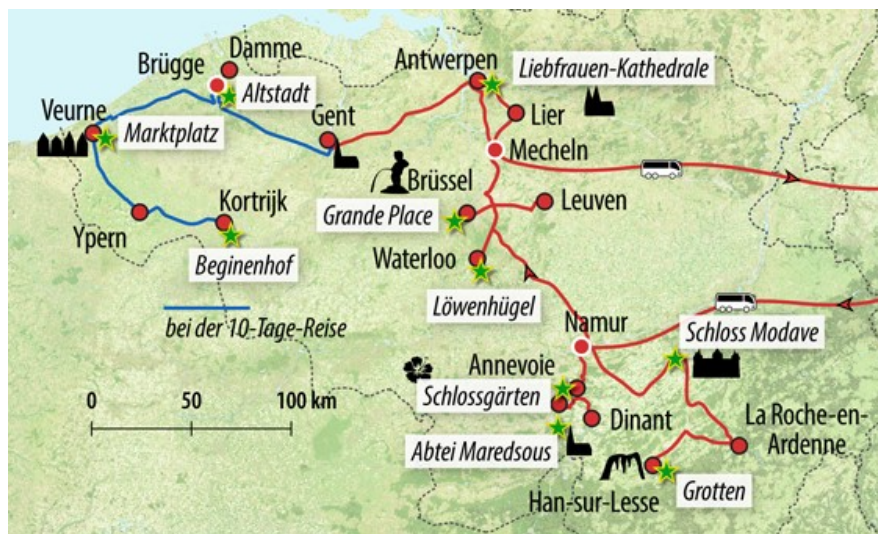 Damme
Brügge
Altstadt
Antwerpen
Liebfrauen-Kathedrale
Veurne
Marktplatz
Gent
Lier
Mecheln
Brüssel
Grande Place
Leuven
Ypern
Kortrijk
Beginenhof
Waterloo
Löwenhügel
bei der 10-Tage-Reise
Namur
Schloss Modave
Annevoie
Schlossgärten
0 50 100 km
Dinant
La Roche-en-
Ardenne
Abtei Maredsous
Han-sur-Lesse
Grotten